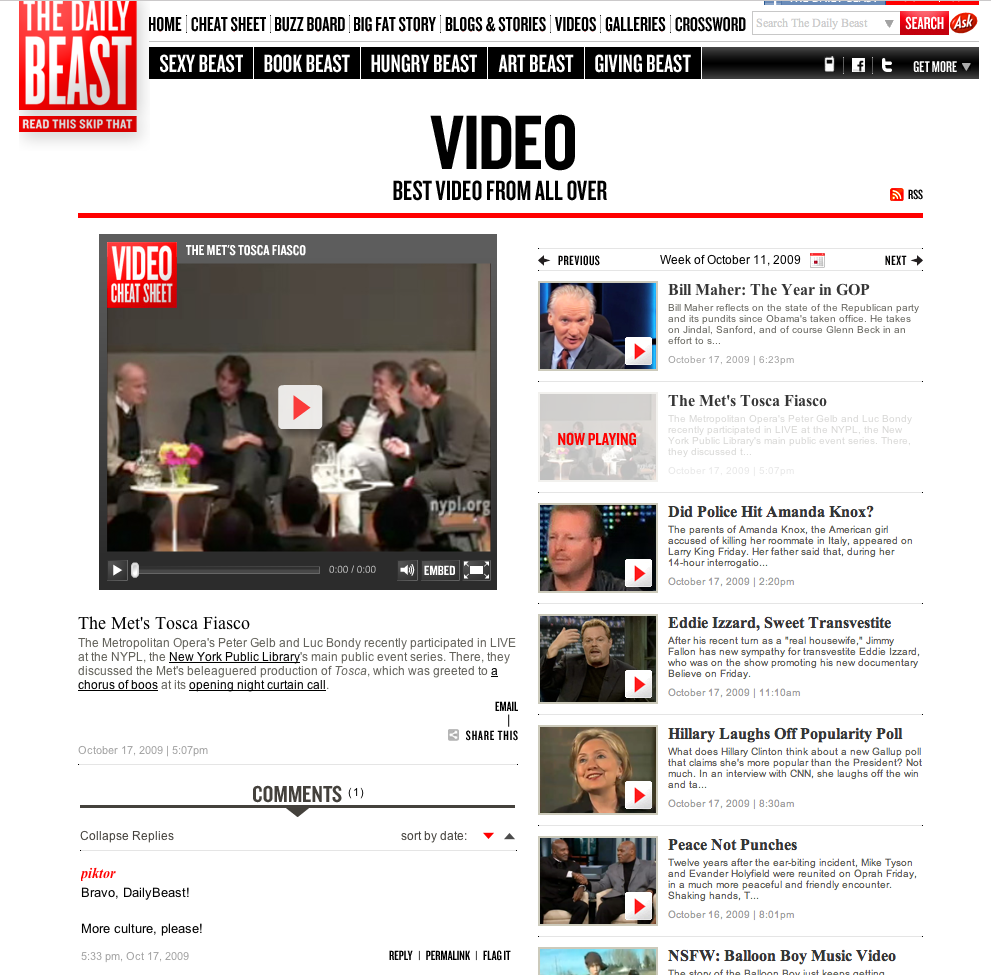 THE DAILY
BEAST
READ THIS SKIP THAT
HOME CHEAT SHEET BUZZ BOARD BIG FAT STORY BLOGS & STORIES VIDEOS GALLERIES CROSSWORD Search The Daily Beast SEARCH Ask
SEXY BEAST BOOK BEAST HUNGRY BEAST ART BEAST GIVING BEAST GET MORE
VIDEO
BEST VIDEO FROM ALL OVER
RSS
VIDEO
CHEAT SHEET
THE MET'S TOSCA FIASCO
nypl.org
0:00 / 0:00 EMBED
The Met's Tosca Fiasco
The Metropolitan Opera's Peter Gelb and Luc Bondy recently participated in LIVE
at the NYPL, the New York Public Library's main public event series. There, they
discussed the Met's beleaguered production of Tosca, which was greeted to a
chorus of boos at its opening night curtain call.
EMAIL
|
SHARE THIS
October 17, 2009 | 5:07pm
COMMENTS (1)
Collapse Replies sort by date:
piktor
Bravo, DailyBeast!
More culture, please!
5:33 pm, Oct 17, 2009 REPLY | PERMALINK | FLAG IT
PREVIOUS Week of October 11, 2009 NEXT
Bill Maher: The Year in GOP
Bill Maher reflects on the state of the Republican party
and its pundits since Obama's taken office. He takes
on Jindal, Sanford, and of course Glenn Beck in an
effort to s...
October 17, 2009 | 6:23pm
NOW PLAYING
The Met's Tosca Fiasco
The Metropolitan Opera's Peter Gelb and Luc Bondy
recently participated in LIVE at the NYPL, the New
York Public Library's main public event series. There,
they discussed t...
October 17, 2009 | 5:07pm
Did Police Hit Amanda Knox?
The parents of Amanda Knox, the American girl
accused of killing her roommate in Italy, appeared on
Larry King Friday. Her father said that, during her
14-hour interrogatio...
October 17, 2009 | 2:20pm
Eddie Izzard, Sweet Transvestite
After his recent turn as a "real housewife," Jimmy
Fallon has new sympathy for transvestite Eddie Izzard,
who was on the show promoting his new documentary
Believe on Friday.
October 17, 2009 | 11:10am
Hillary Laughs Off Popularity Poll
What does Hillary Clinton think about a new Gallup poll
that claims she's more popular than the President? Not
much. In an interview with CNN, she laughs off the win
and ta...
October 17, 2009 | 8:30am
Peace Not Punches
Twelve years after the ear-biting incident, Mike Tyson
and Evander Holyfield were reunited on Oprah Friday,
in a much more peaceful and friendly encounter.
Shaking hands, T...
October 16, 2009 | 8:01pm
NSFW: Balloon Boy Music Video
The story of the Balloon Boy just keeps getting